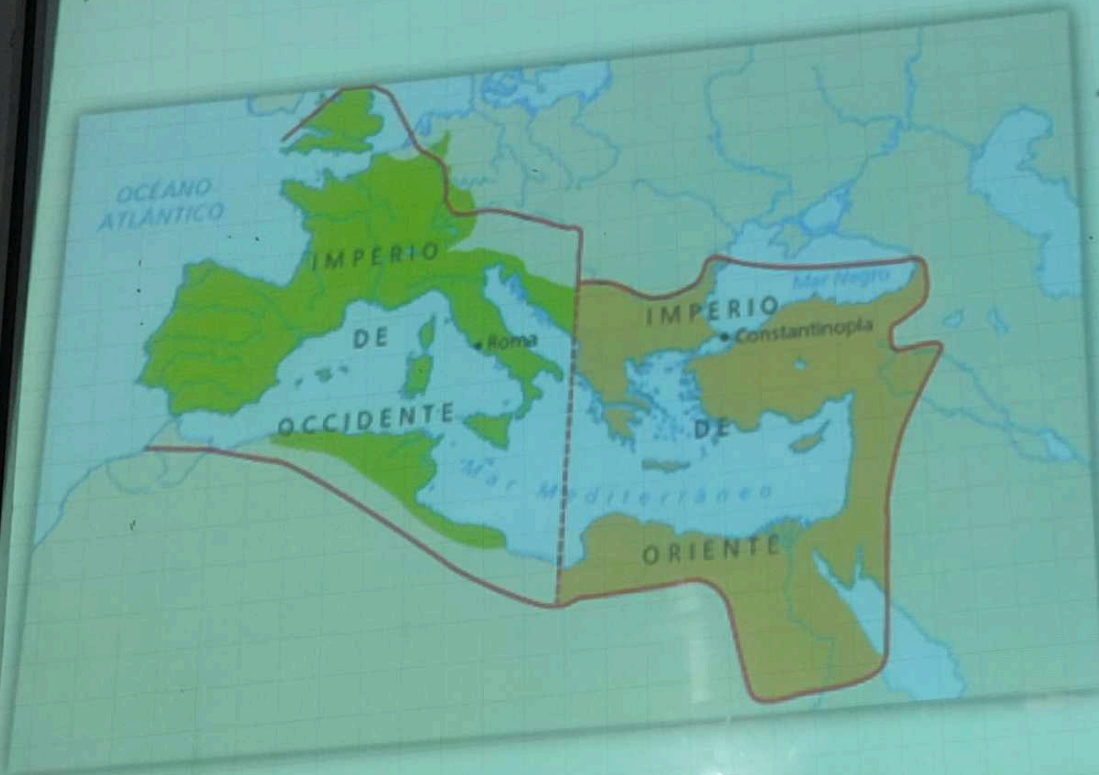 OCÉANO
ATLÁNTICO
IMPERIO
DE
OCCIDENTE
Roma
IMPERIO
DE
ORIENTE
Constantinopla
Mar Negro
Mar Mediterráneo